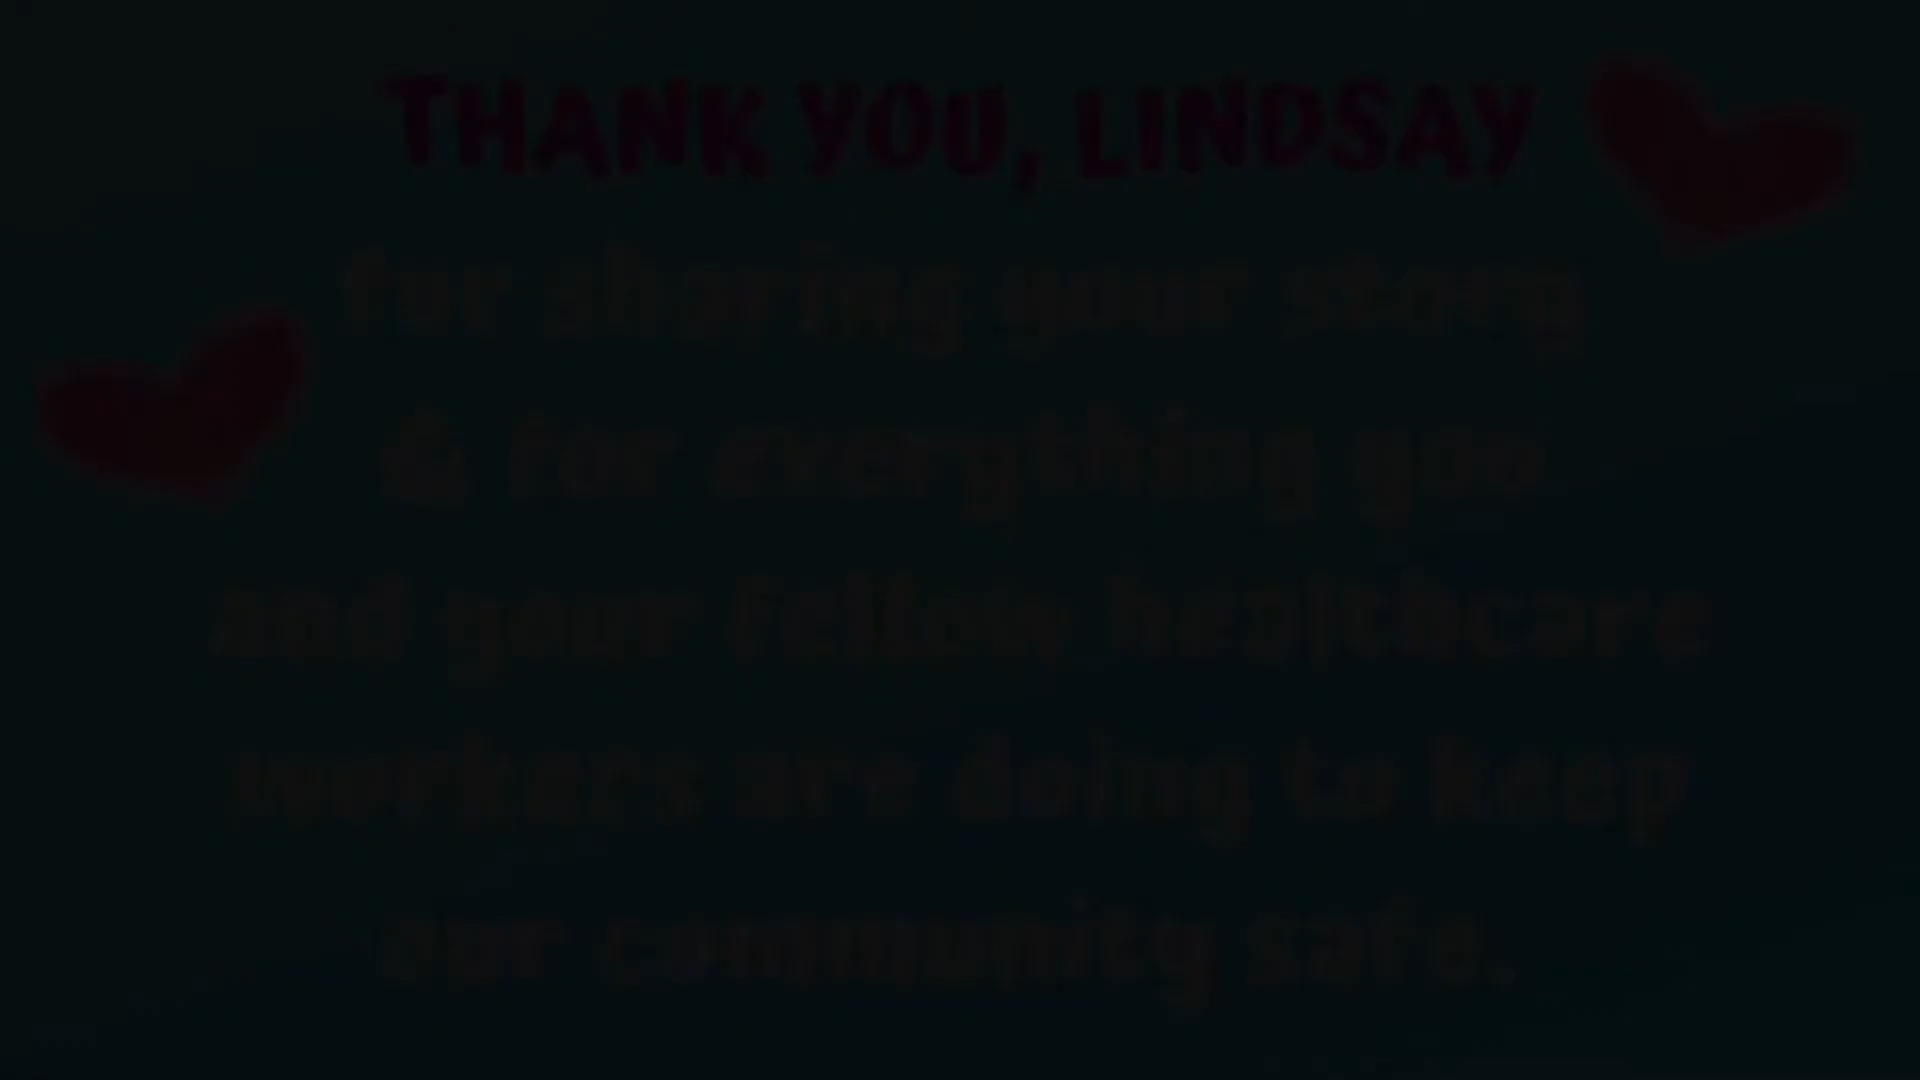 THANK YOU, LINDSAY
for sharing your story
& for everything you
and your fellow healthcare
workers are doing to keep
our community safe.